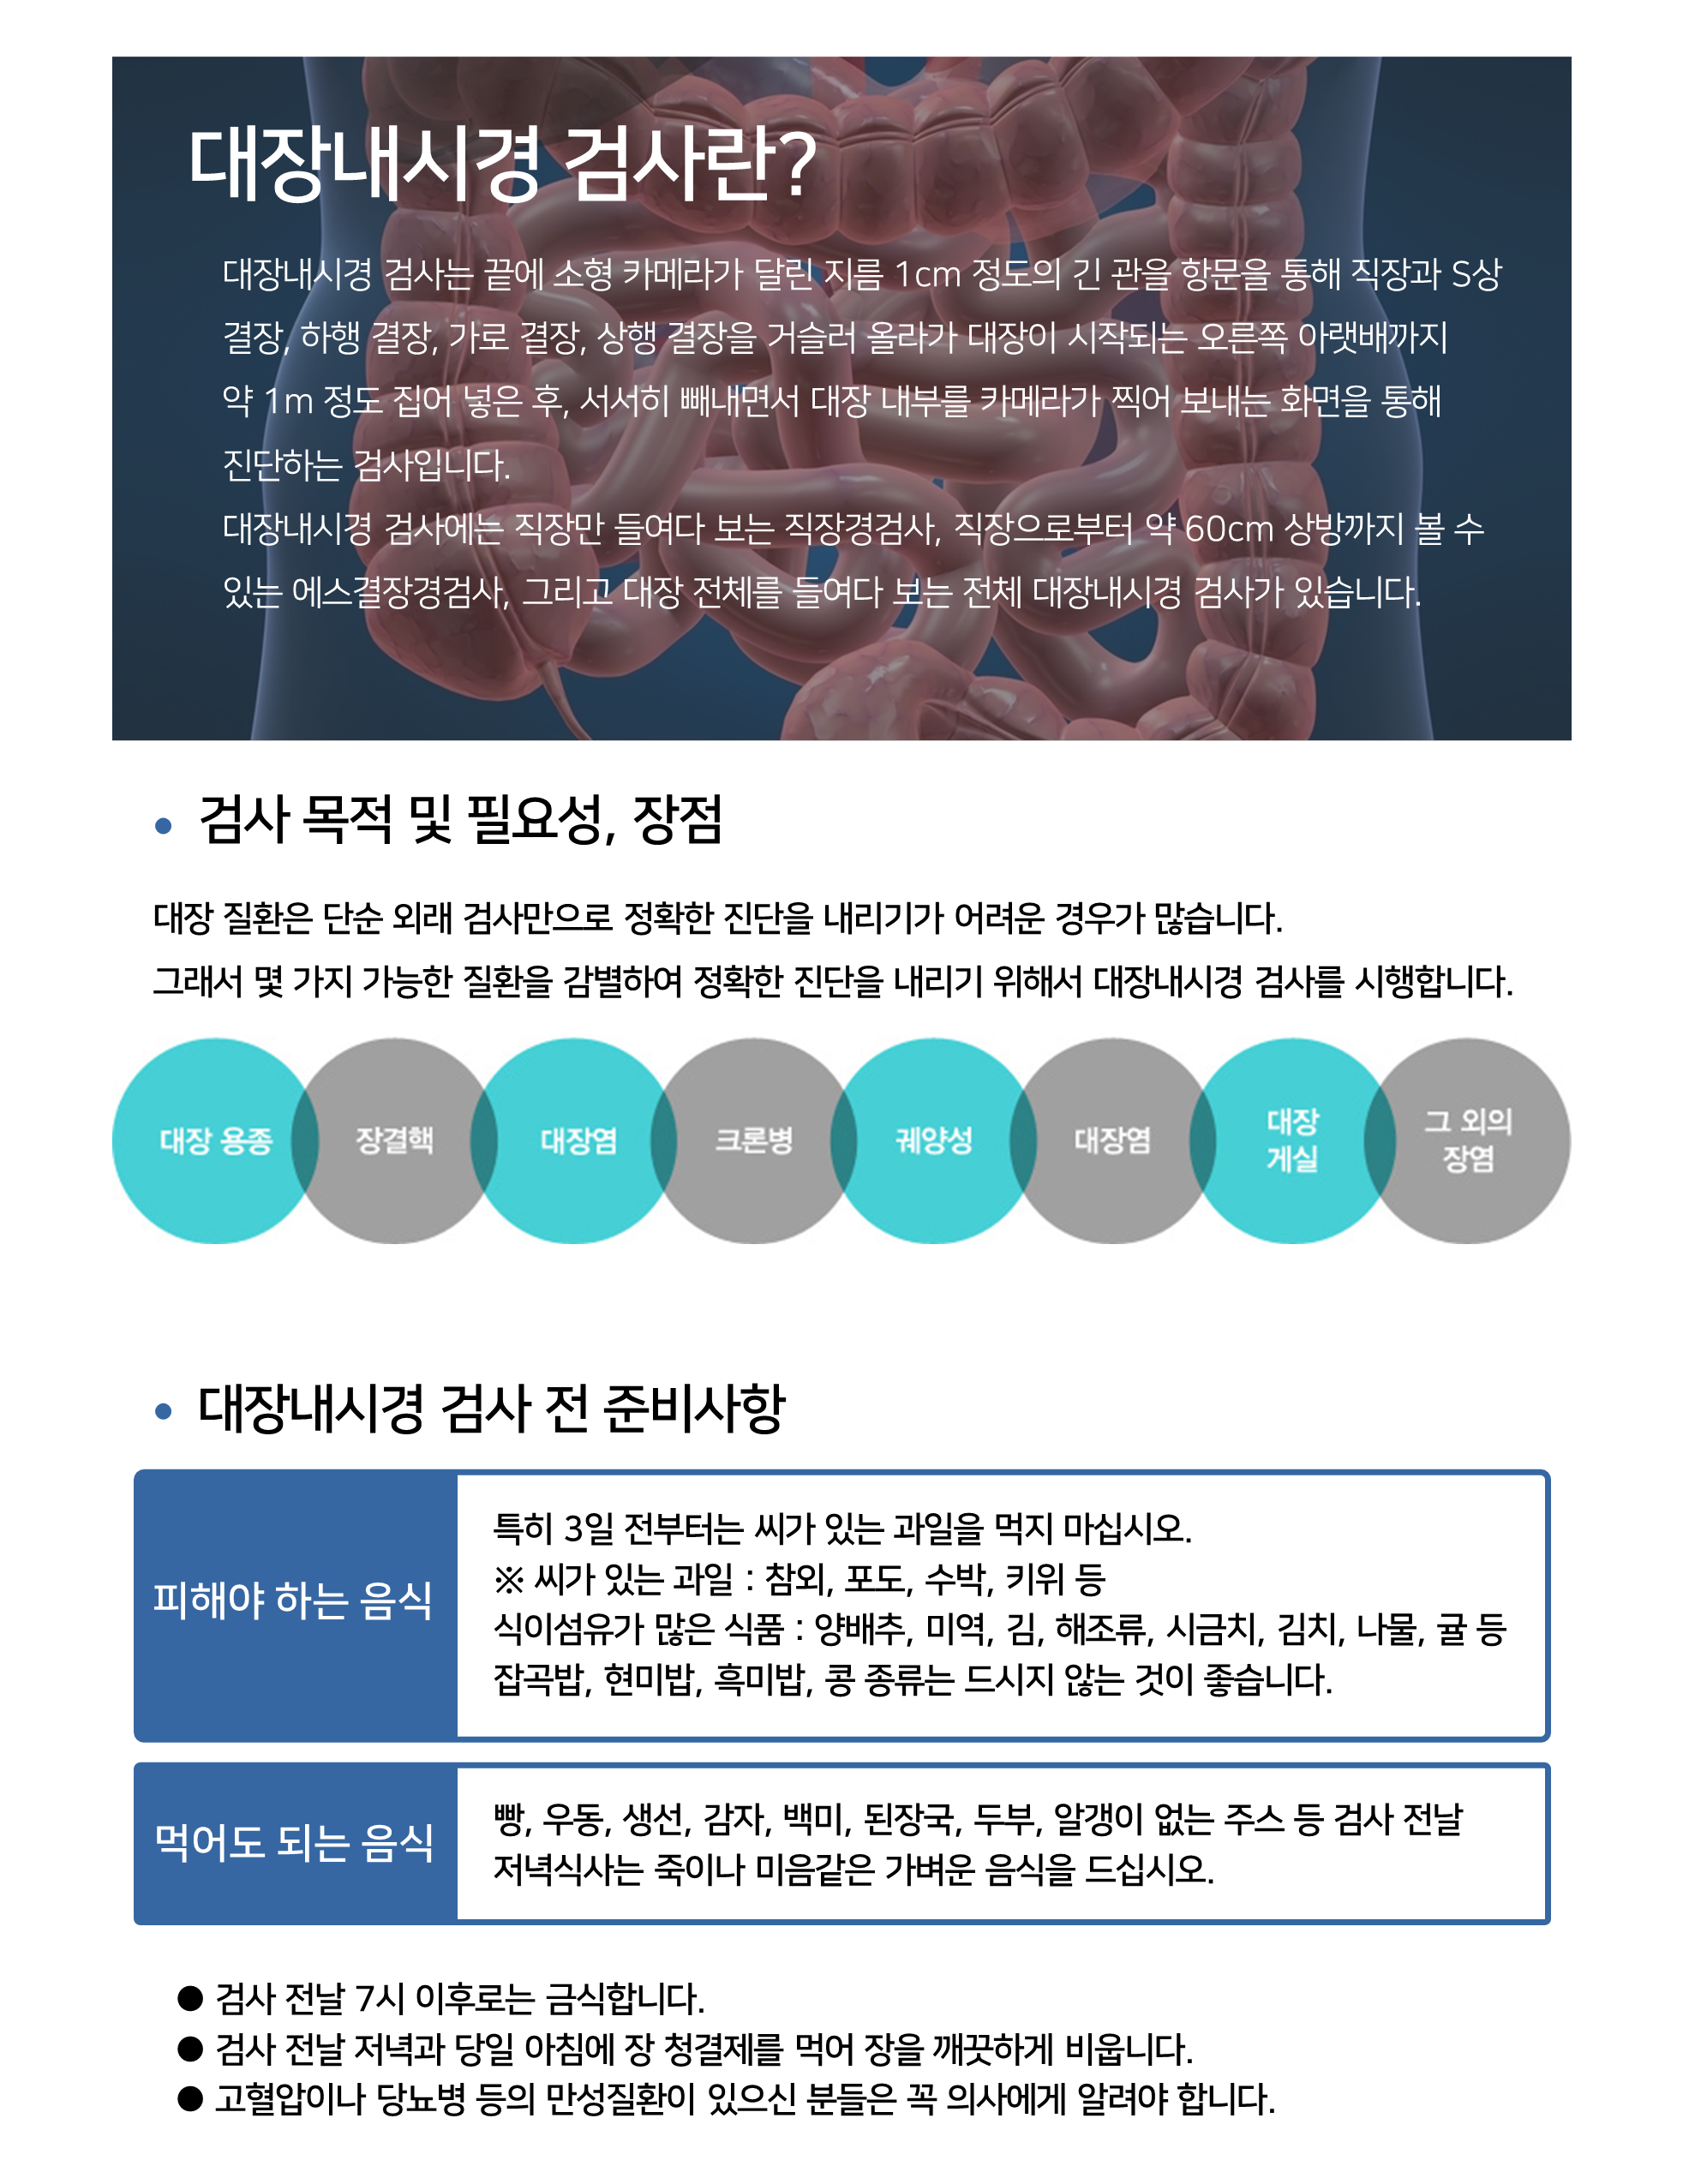 대장내시경 검사란?
대장내시경 검사는 끝에 소형 카메라가 달린 지름 1cm 정도의 긴 관을 항문을 통해 직장과 S상
결장, 하행 결장, 가로 결장, 상행 결장을 거슬러 올라가 대장이 시작되는 오른쪽 아랫배까지
약 1m 정도 집어 넣은 후, 서서히 빼내면서 대장 내부를 카메라가 찍어 보내는 화면을 통해
진단하는 검사입니다.
대장내시경 검사에는 직장만 들여다 보는 직장경검사, 직장으로부터 약 60cm 상방까지 볼 수
있는 에스결장경검사, 그리고 대장 전체를 들여다 보는 전체 대장내시경 검사가 있습니다.
• 검사 목적 및 필요성, 장점
대장 질환은 단순 외래 검사만으로 정확한 진단을 내리기가 어려운 경우가 많습니다.
그래서 몇 가지 가능한 질환을 감별하여 정확한 진단을 내리기 위해서 대장내시경 검사를 시행합니다.
대장 용종
장결핵
대장염
크론병
궤양성
대장염
대장
게실
그 외의
장염
• 대장내시경 검사 전 준비사항
피해야 하는 음식
특히 3일 전부터는 씨가 있는 과일을 먹지 마십시오.
※ 씨가 있는 과일 : 참외, 포도, 수박, 키위 등
식이섬유가 많은 식품 : 양배추, 미역, 김, 해조류, 시금치, 김치, 나물, 귤 등
잡곡밥, 현미밥, 흑미밥, 콩 종류는 드시지 않는 것이 좋습니다.
먹어도 되는 음식
빵, 우동, 생선, 감자, 백미, 된장국, 두부, 알갱이 없는 주스 등 검사 전날
저녁식사는 죽이나 미음같은 가벼운 음식을 드십시오.
● 검사 전날 7시 이후로는 금식합니다.
● 검사 전날 저녁과 당일 아침에 장 청결제를 먹어 장을 깨끗하게 비웁니다.
● 고혈압이나 당뇨병 등의 만성질환이 있으신 분들은 꼭 의사에게 알려야 합니다.